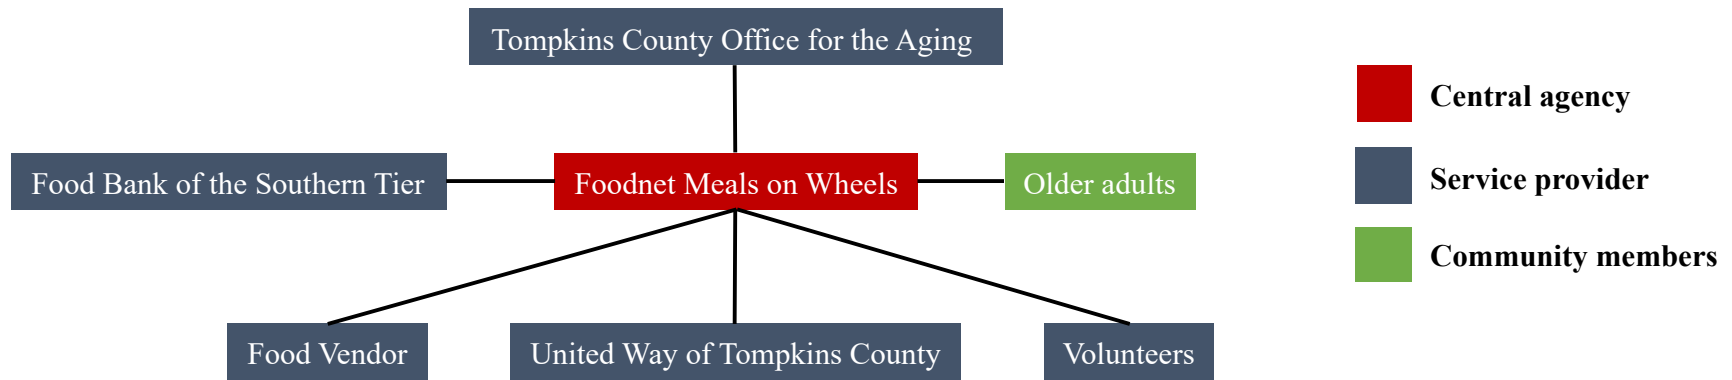 Tompkins County Office for the Aging
Food Bank of the Southern Tier
Foodnet Meals on Wheels
Older adults
Food Vendor
United Way of Tompkins County
Volunteers
Central agency
Service provider
Community members